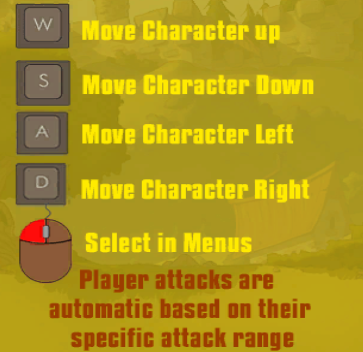 W Move Character up
S Move Character Down
A Move Character Left
D Move Character Right
Select in Menus
Player attacks are
automatic based on their
specific attack range